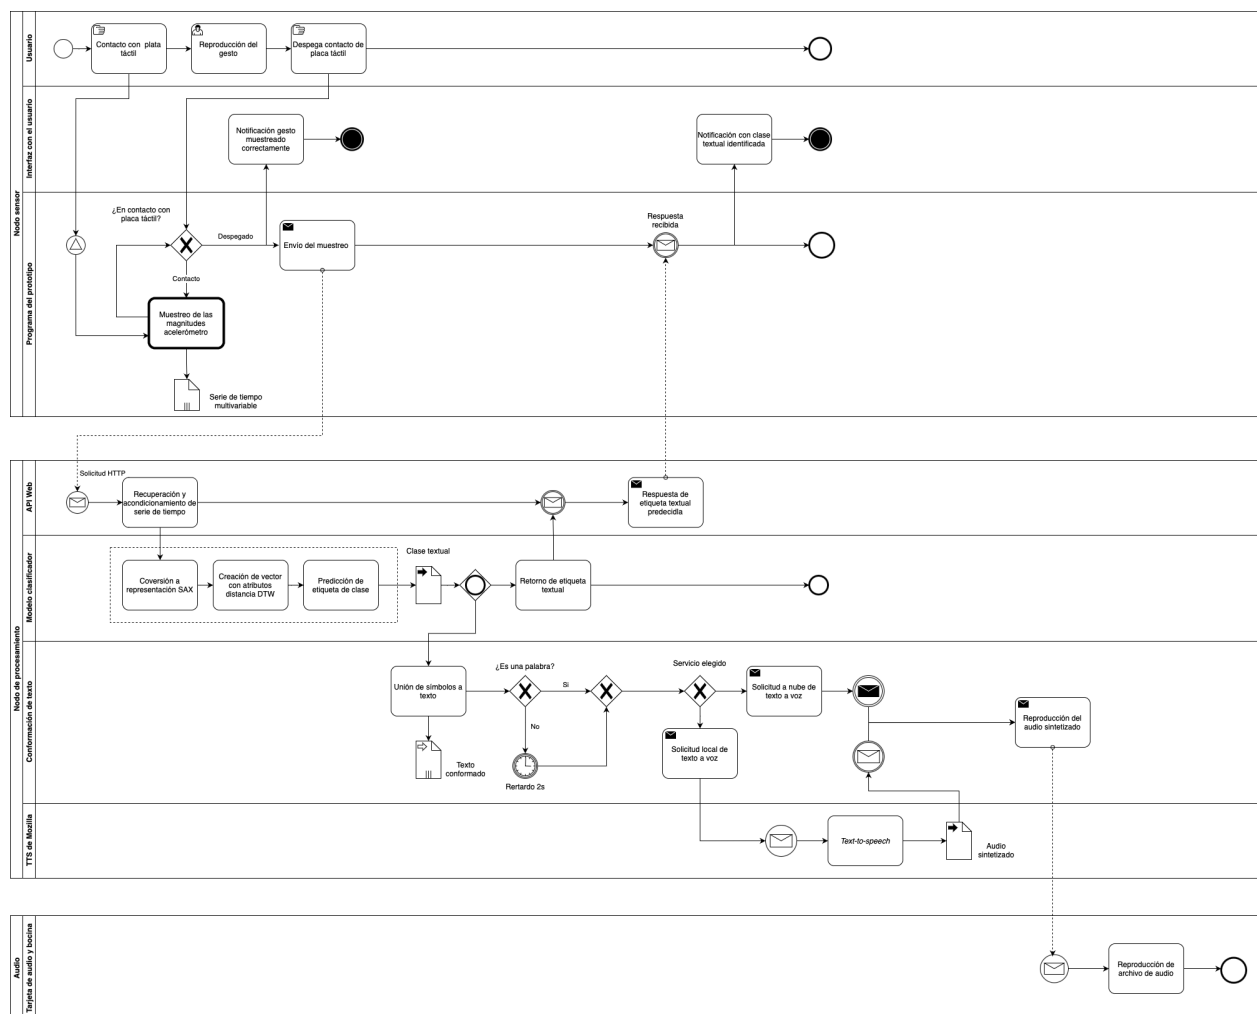 Nodo sensor
Usuario
Contacto con plata
táctil
Reproducción del
gesto
Despega contacto de
placa táctil
Interfaz con el usuario
Notificación gesto
muestreado
correctamente
Notificación con clase
textual identificada
Programa del prototipo
¿En contacto con
placa táctil?
Despegado
Contacto
Envío del muestreo
Respuesta
recibida
Muestreo de las
magnitudes
acelerómetro
Serie de tiempo
multivariable
Nodo de procesamiento
API Web
Solicitud HTTP
Recuperación y
acondicionamiento de
serie de tiempo
Respuesta de
etiqueta textual
predecidla
Modelo clasificador
Coversión a
representación SAX
Creación de vector
con atributos
distancia DTW
Predicción de
etiqueta de clase
Clase textual
Retorno de etiqueta
textual
Conformación de texto
Unión de símbolos a
texto
¿Es una palabra?
Si
No
Rertardo 2s
Texto
conformado
Servicio elegido
Solicitud a nube de
texto a voz
Solicitud local de
texto a voz
Reproducción del
audio sintetizado
TTS de Mozilla
Text-to-speech
Audio
sintetizado
Audio
Tarjeta de audio y bocina
Reproducción de
archivo de audio